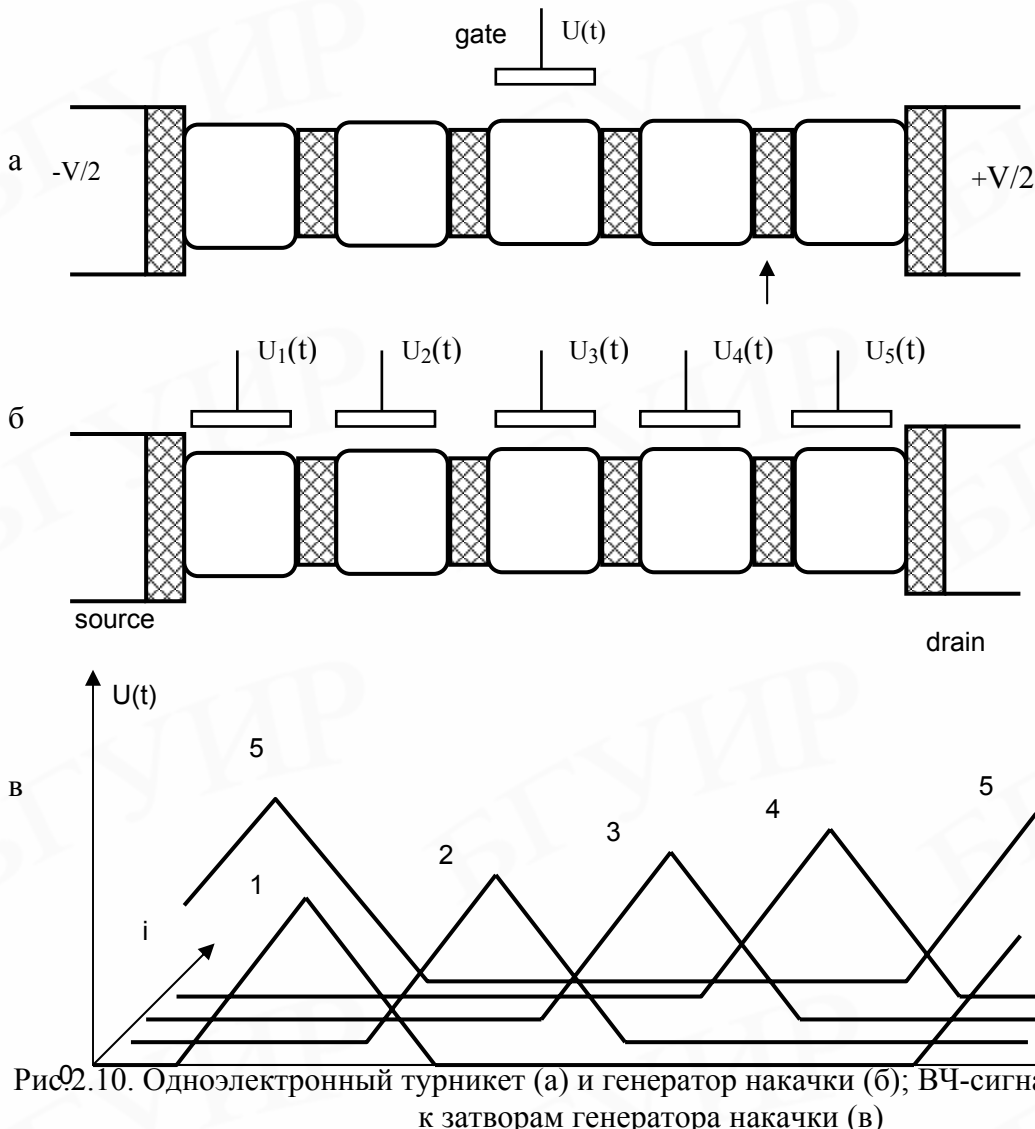 gate U(t)
а -V/2 +V/2
U₁(t) U₂(t) U₃(t) U₄(t) U₅(t)
б
source
drain
U(t)
5
в
5
4
3
2
1
i
0
Рис.2.10. Одноэлектронный турникет (а) и генератор накачки (б); ВЧ-сигна
к затворам генератора накачки (в)
БГУИР